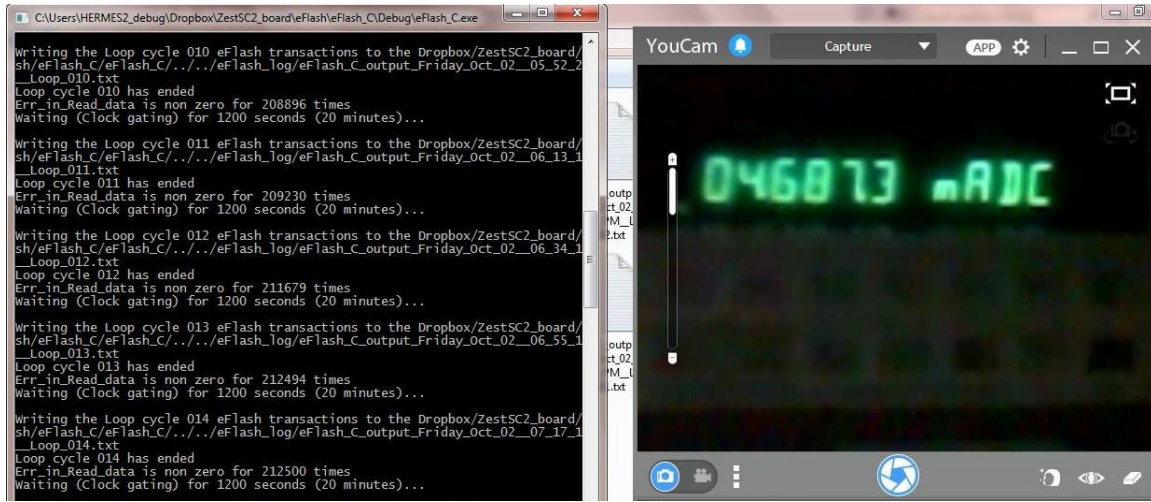 C:\Users\HERMES2_debug\Dropbox\ZestSC2_board\eFlash\eFlash_C\Debug\eFlash_C.exe
Writing the Loop cycle 010 eFlash transactions to the Dropbox/ZestSC2_board/
sh/eFlash_C/eFlash_C/../../eFlash_log/eFlash_C_output_Friday_Oct_02__05_52_2
__Loop_010.txt
Loop cycle 010 has ended
Err_in_Read_data is non zero for 208896 times
Waiting (Clock gating) for 1200 seconds (20 minutes)...
Writing the Loop cycle 011 eFlash transactions to the Dropbox/ZestSC2_board/
sh/eFlash_C/eFlash_C/../../eFlash_log/eFlash_C_output_Friday_Oct_02__06_13_1
__Loop_011.txt
Loop cycle 011 has ended
Err_in_Read_data is non zero for 209230 times
Waiting (Clock gating) for 1200 seconds (20 minutes)...
Writing the Loop cycle 012 eFlash transactions to the Dropbox/ZestSC2_board/
sh/eFlash_C/eFlash_C/../../eFlash_log/eFlash_C_output_Friday_Oct_02__06_34_1
__Loop_012.txt
Loop cycle 012 has ended
Err_in_Read_data is non zero for 211679 times
Waiting (Clock gating) for 1200 seconds (20 minutes)...
Writing the Loop cycle 013 eFlash transactions to the Dropbox/ZestSC2_board/
sh/eFlash_C/eFlash_C/../../eFlash_log/eFlash_C_output_Friday_Oct_02__06_55_1
__Loop_013.txt
Loop cycle 013 has ended
Err_in_Read_data is non zero for 212494 times
Waiting (Clock gating) for 1200 seconds (20 minutes)...
Writing the Loop cycle 014 eFlash transactions to the Dropbox/ZestSC2_board/
sh/eFlash_C/eFlash_C/../../eFlash_log/eFlash_C_output_Friday_Oct_02__07_17_1
__Loop_014.txt
Loop cycle 014 has ended
Err_in_Read_data is non zero for 212500 times
Waiting (Clock gating) for 1200 seconds (20 minutes)...
_outp
ct_02_
PM__L
2.txt
_outp
ct_02_
PM__L
1.txt
YouCam
Capture
APP
046873 mADC